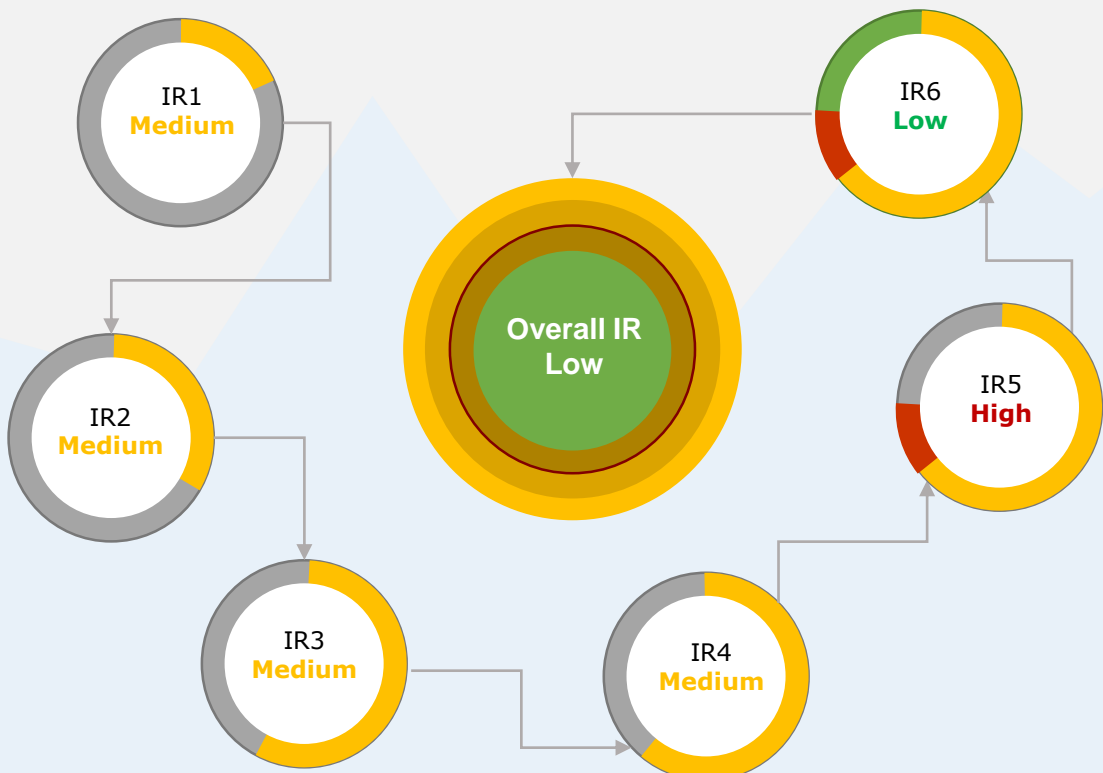 IR1
Medium
IR2
Medium
IR3
Medium
IR4
Medium
IR5
High
IR6
Low
Overall IR
Low